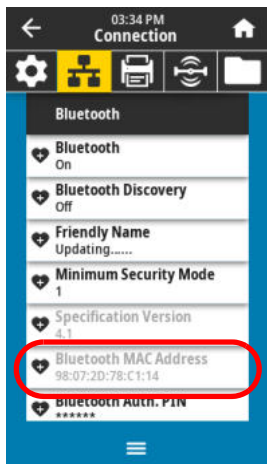 03:34 PM
Connection
Bluetooth
Bluetooth
On
Bluetooth Discovery
Off
Friendly Name
Updating......
Minimum Security Mode
1
Specification Version
4.1
Bluetooth MAC Address
98:07:2D:78:C1:14
Bluetooth Auth. PIN
******